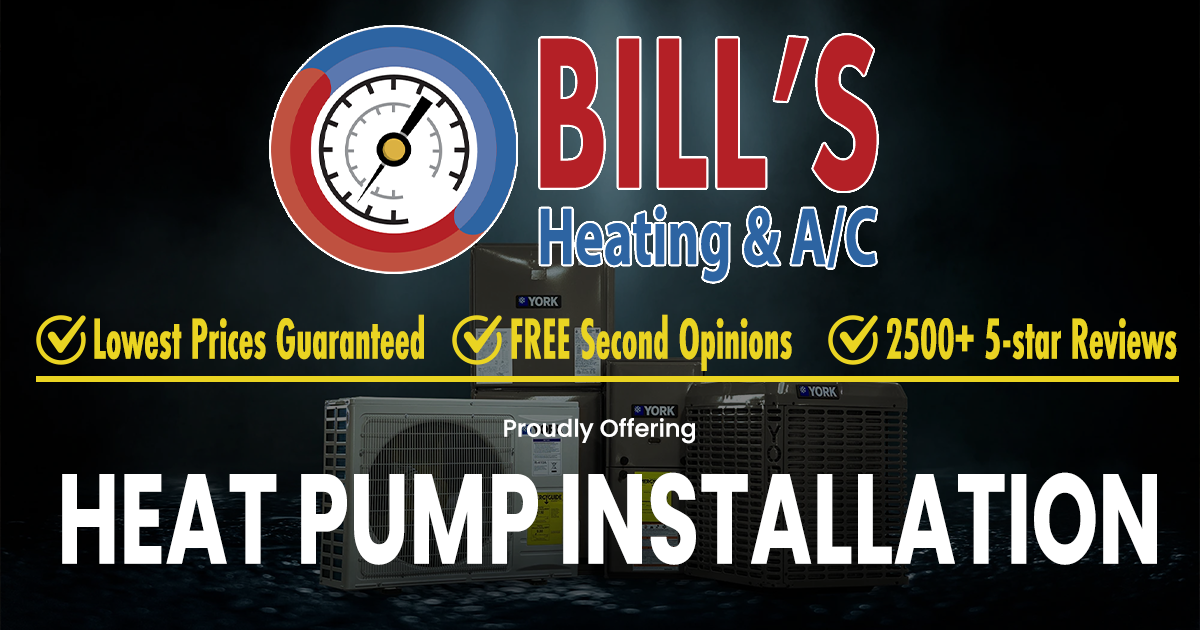 BILL'S
Heating & A/C
YORK
Lowest Prices Guaranteed
FREE Second Opinions
2500+ 5-star Reviews
YORK
YORK
Proudly Offering
HEAT PUMP INSTALLATION